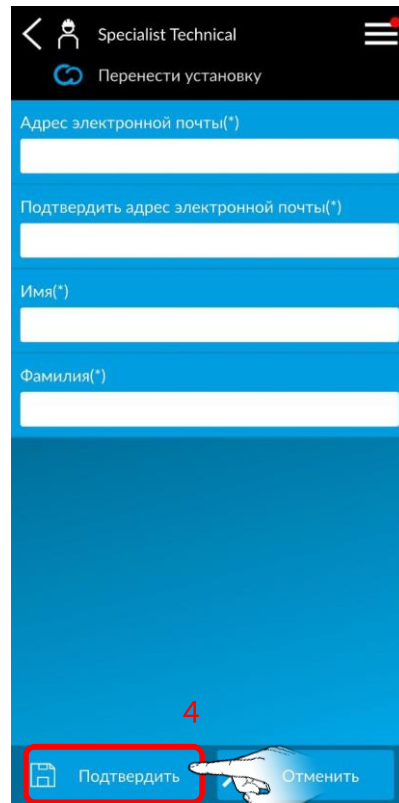 Specialist Technical
Перенести установку
Адрес электронной почты(*)
Подтвердить адрес электронной почты(*)
Имя(*)
Фамилия(*)
4
Подтвердить Отменить